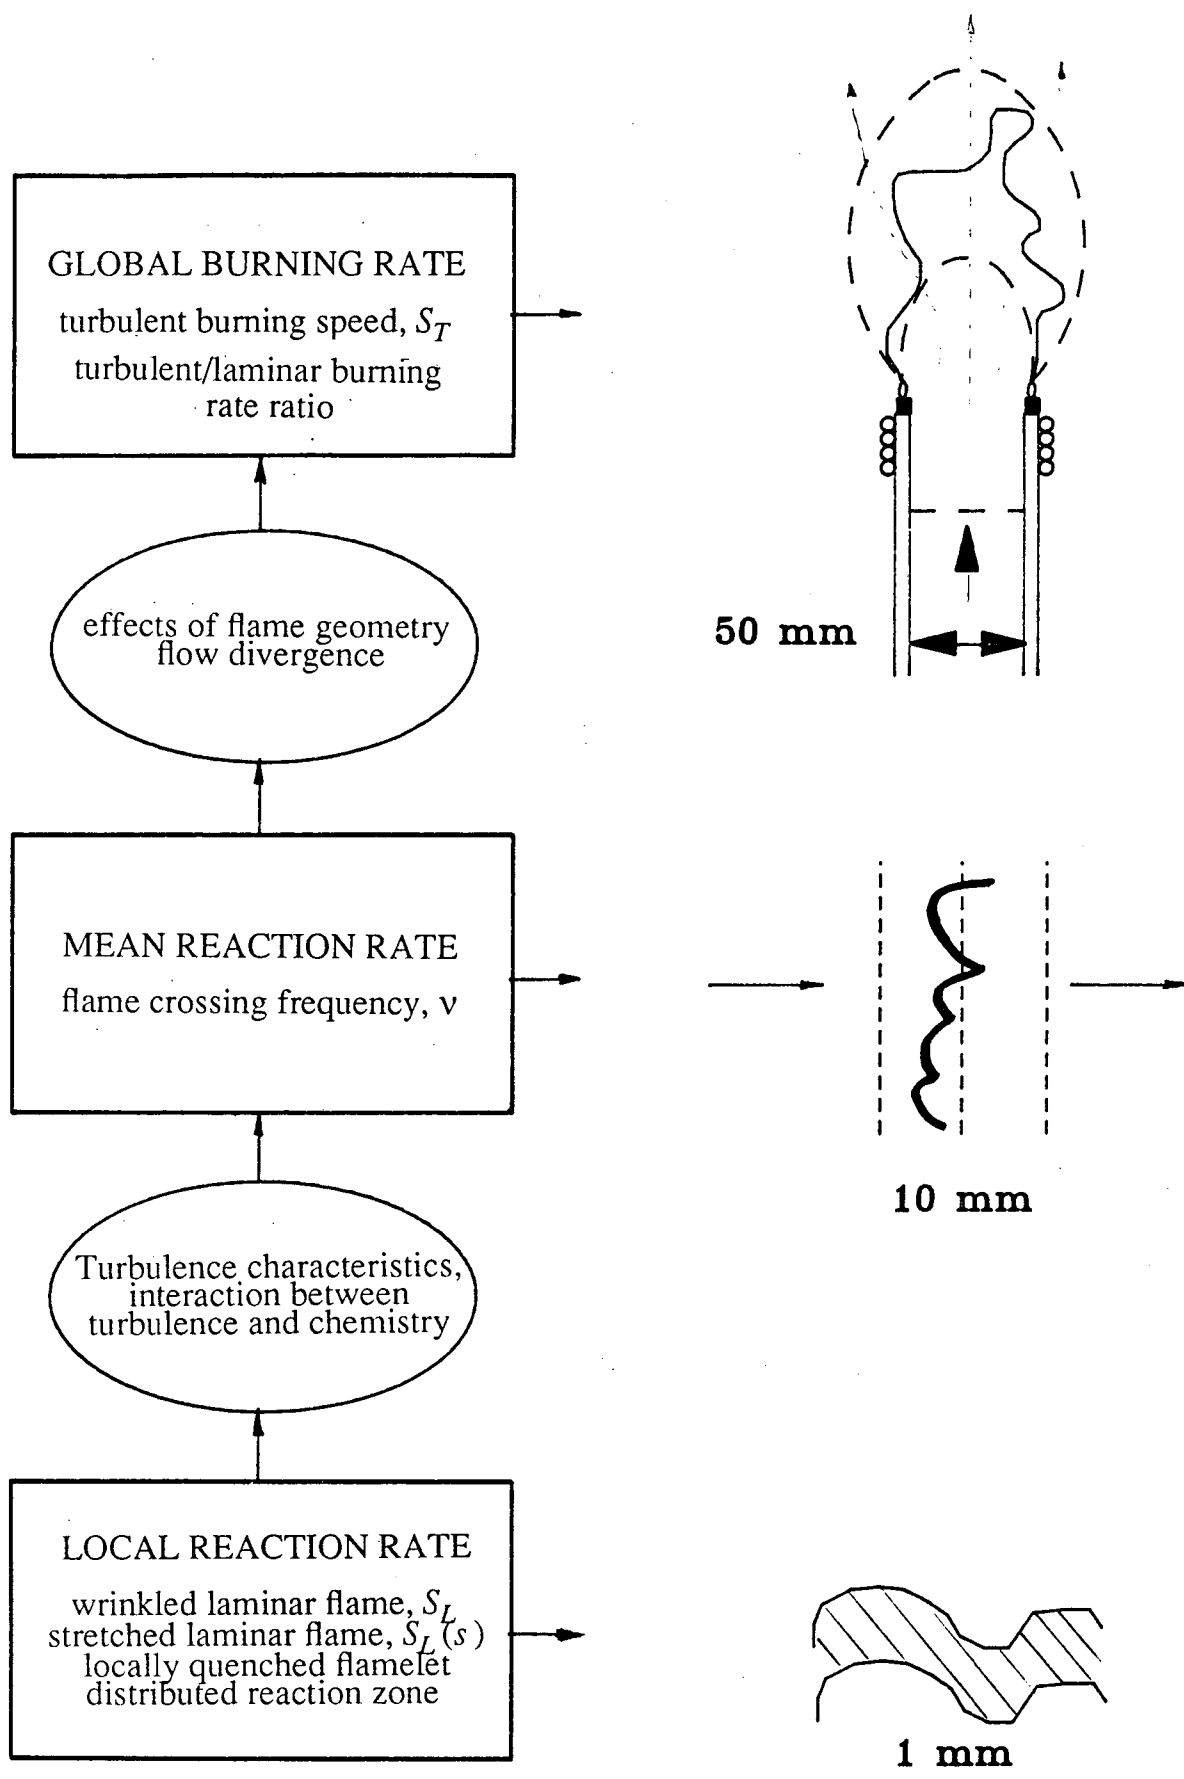 GLOBAL BURNING RATE
turbulent burning speed, S_T
turbulent/laminar burning
rate ratio
effects of flame geometry
flow divergence
50 mm
MEAN REACTION RATE
flame crossing frequency, ν
10 mm
Turbulence characteristics,
interaction between
turbulence and chemistry
LOCAL REACTION RATE
wrinkled laminar flame, S_L
stretched laminar flame, S_L(s)
locally quenched flamelet
distributed reaction zone
1 mm